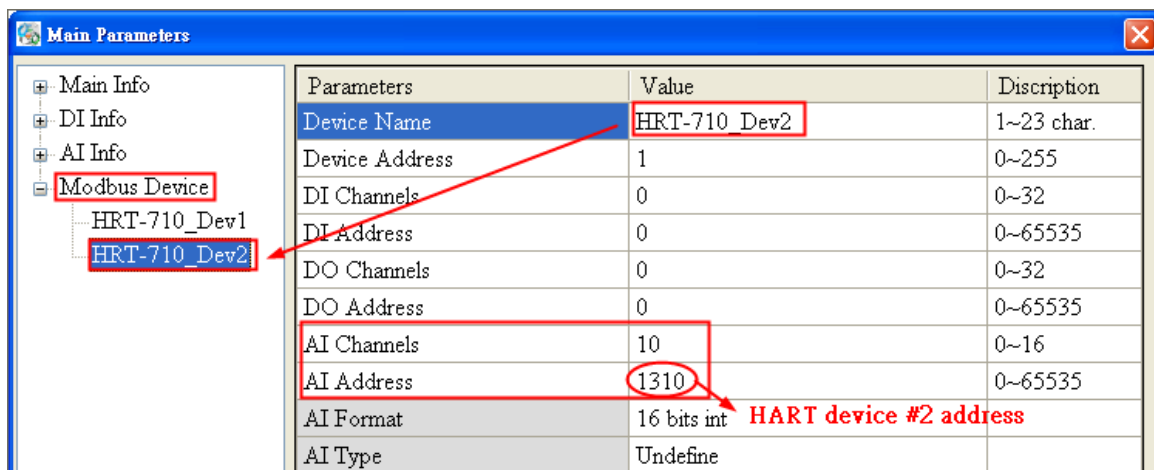 Main Parameters
Main Info
DI Info
AI Info
Modbus Device
HRT-710_Dev1
HRT-710_Dev2
Parameters Value Discription
Device Name HRT-710_Dev2 1~23 char.
Device Address 1 0~255
DI Channels 0 0~32
DI Address 0 0~65535
DO Channels 0 0~32
DO Address 0 0~65535
AI Channels 10 0~16
AI Address 1310 0~65535
AI Format 16 bits int
HART device #2 address
AI Type Undefine